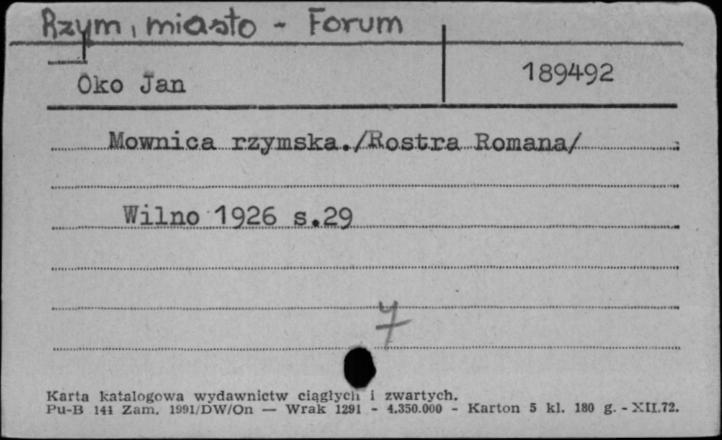 Rzym, miasto - Forum
Oko Jan
189492
Mownica rzymska./Rostra Romana/
Wilno 1926 s.29
7
Karta katalogowa wydawnictw ciągłych i zwartych.
Pu-B 141 Zam. 1991/DW/On — Wrak 1291 - 4.350.000 - Karton 5 kl. 180 g. - XII.72.